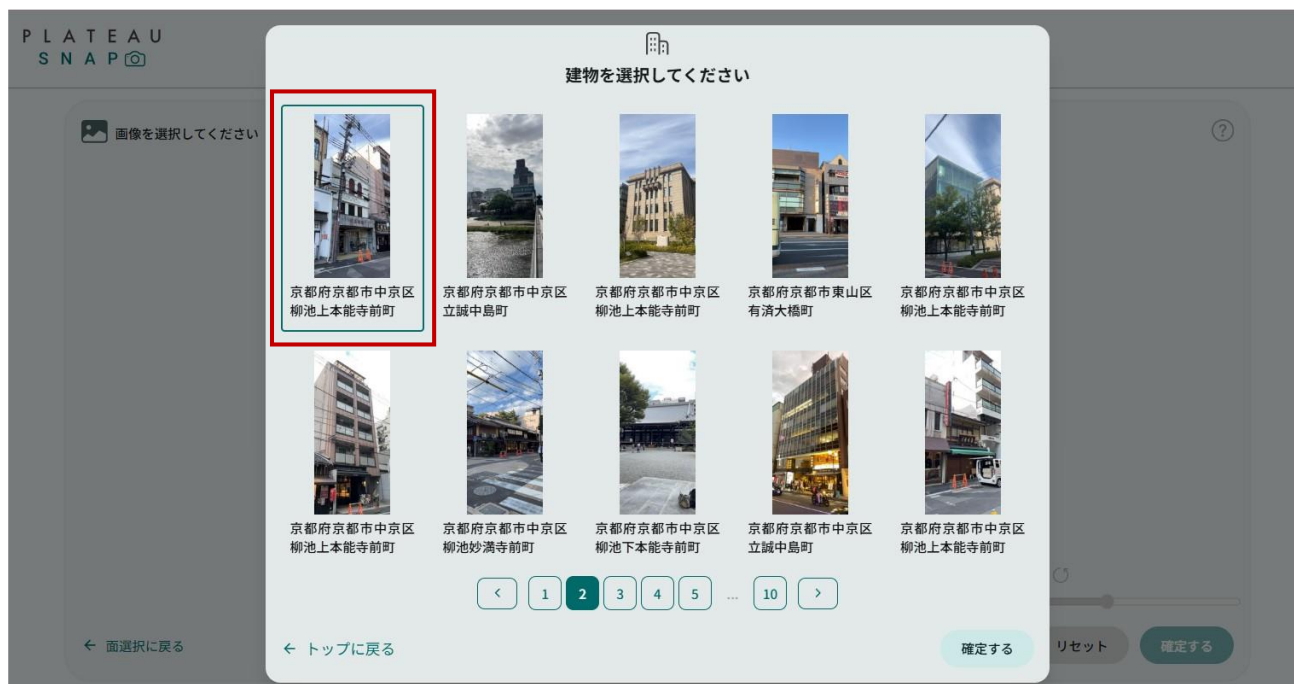 PLATEAU
SNAP
建物を選択してください
画像を選択してください
?
京都府京都市中京区
柳池上本能寺前町
京都府京都市中京区
立誠中島町
京都府京都市中京区
柳池上本能寺前町
京都府京都市東山区
有済大橋町
京都府京都市中京区
柳池上本能寺前町
京都府京都市中京区
柳池上本能寺前町
京都府京都市中京区
柳池妙満寺前町
京都府京都市中京区
柳池下本能寺前町
京都府京都市中京区
立誠中島町
京都府京都市中京区
柳池上本能寺前町
< 1 2 3 4 5 ... 10 >
← 面選択に戻る
← トップに戻る
確定する
リセット
確定する